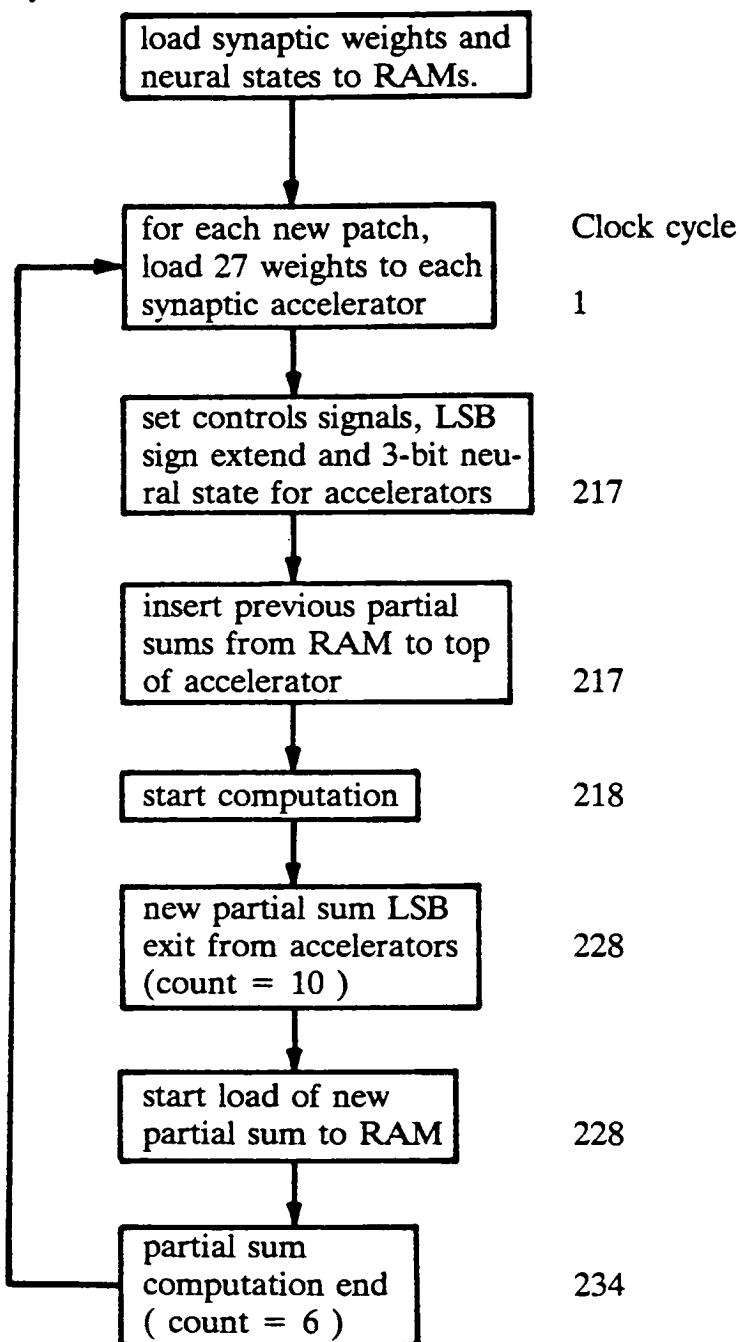 load synaptic weights and
neural states to RAMs.
for each new patch,
load 27 weights to each
synaptic accelerator
Clock cycle
1
set controls signals, LSB
sign extend and 3-bit neu-
ral state for accelerators
217
insert previous partial
sums from RAM to top
of accelerator
217
start computation
218
new partial sum LSB
exit from accelerators
(count = 10 )
228
start load of new
partial sum to RAM
228
partial sum
computation end
( count = 6 )
234